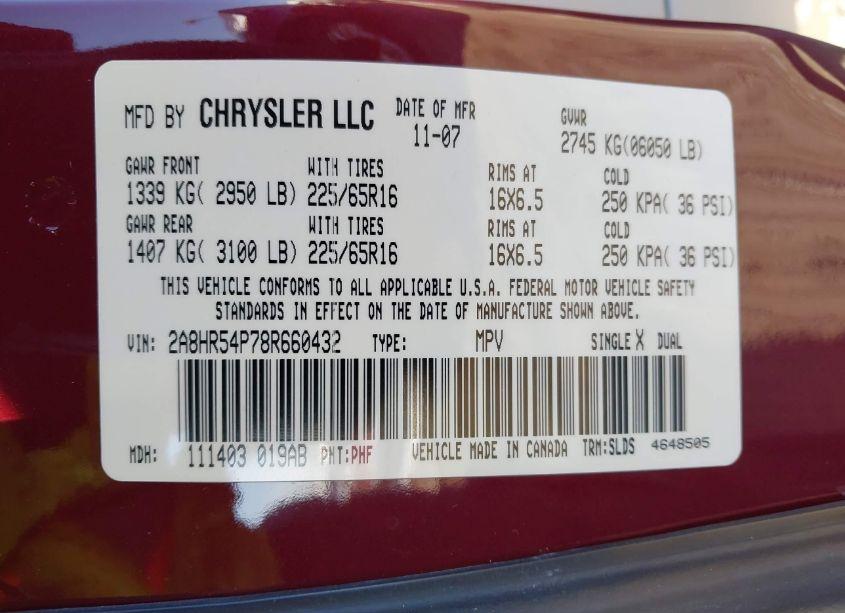 MFD BY CHRYSLER LLC DATE OF MFR 11-07 GVWR 2745 KG(06050 LB)
GAWR FRONT WITH TIRES RIMS AT COLD
1339 KG( 2950 LB) 225/65R16 16X6.5 250 KPA( 36 PSI)
GAWR REAR WITH TIRES RIMS AT COLD
1407 KG( 3100 LB) 225/65R16 16X6.5 250 KPA( 36 PSI)
THIS VEHICLE CONFORMS TO ALL APPLICABLE U.S.A. FEDERAL MOTOR VEHICLE SAFETY
STANDARDS IN EFFECT ON THE DATE OF MANUFACTURE SHOWN ABOVE.
VIN: 2A8HR54P78R660432 TYPE: MPV SINGLE X DUAL
MDH: 111403 019AB PNT:PHF VEHICLE MADE IN CANADA TRM:SLDS 4648505